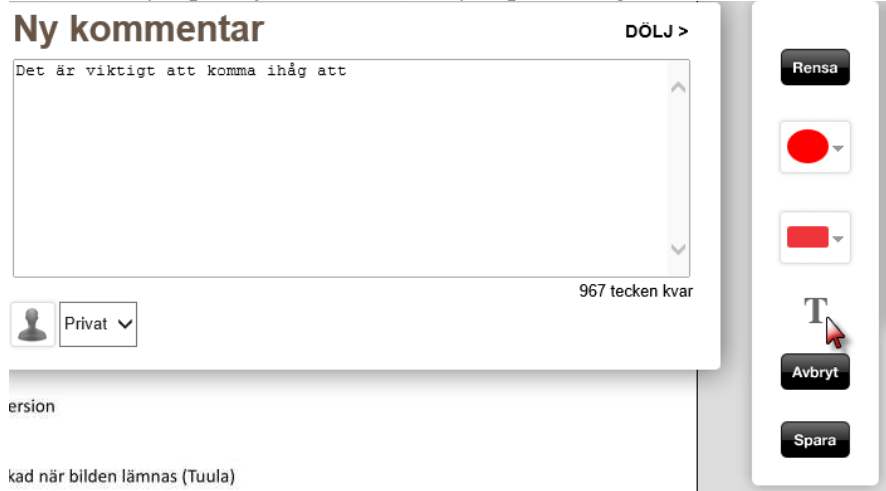 Ny kommentar
DÖLJ >
Det är viktigt att komma ihåg att
967 tecken kvar
Privat
Rensa
T
Avbryt
Spara
ersion
kad när bilden lämnas (Tuula)